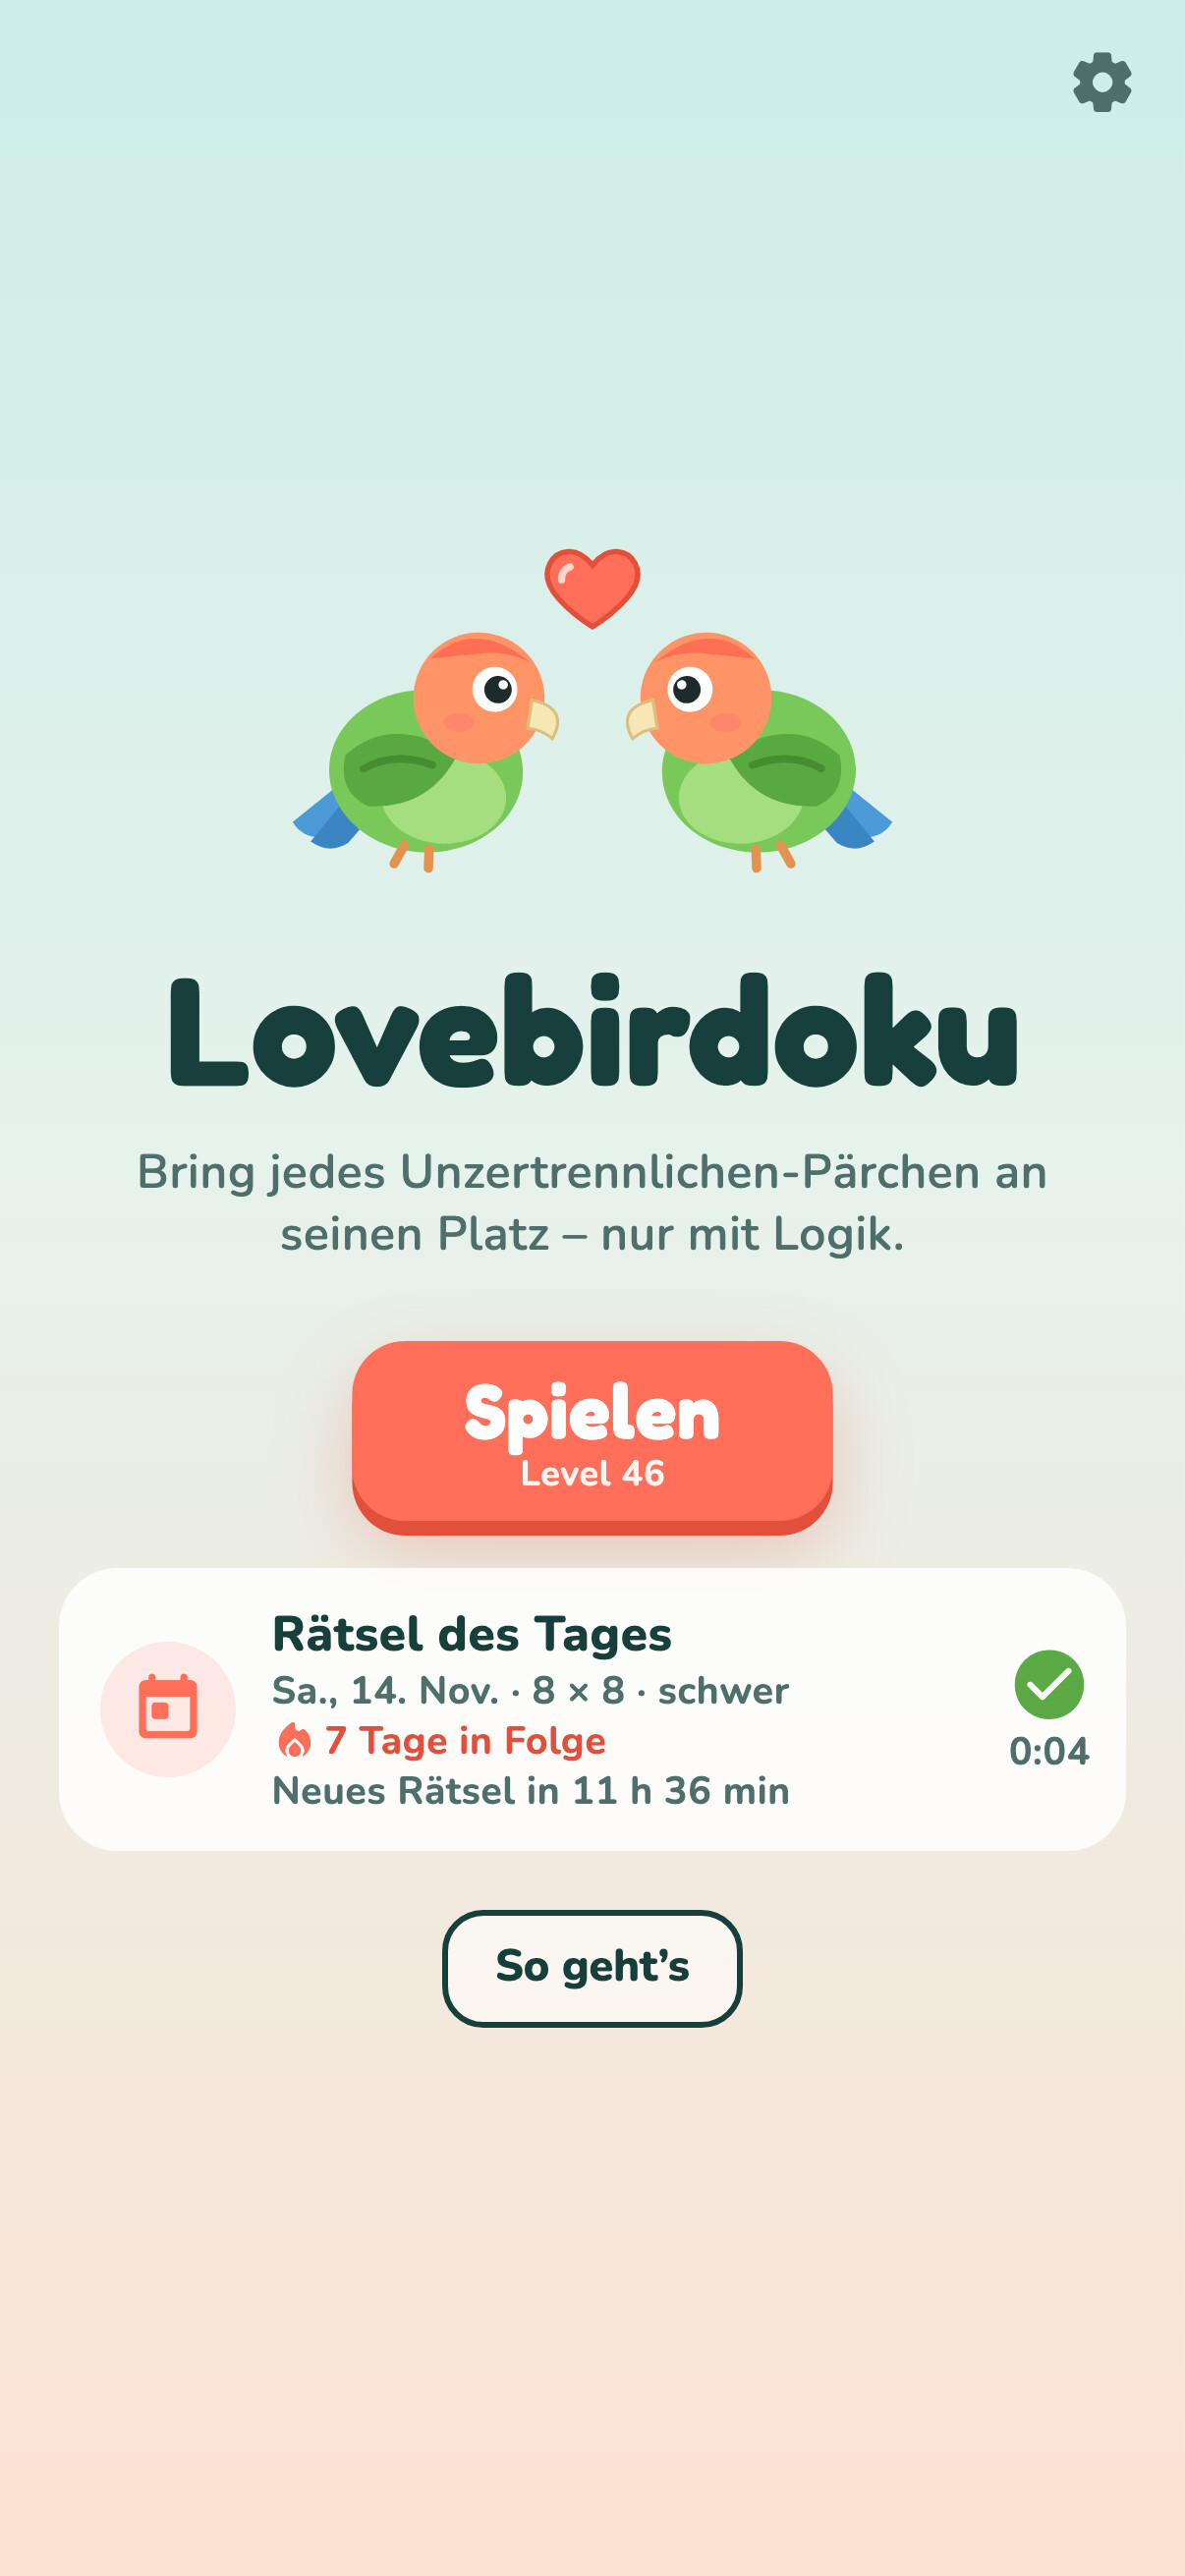 Lovebirdoku
Bring jedes Unzertrennlichen-Pärchen an
seinen Platz – nur mit Logik.
Spielen
Level 46
Rätsel des Tages
Sa., 14. Nov. · 8 × 8 · schwer
7 Tage in Folge
Neues Rätsel in 11 h 36 min
0:04
So geht’s